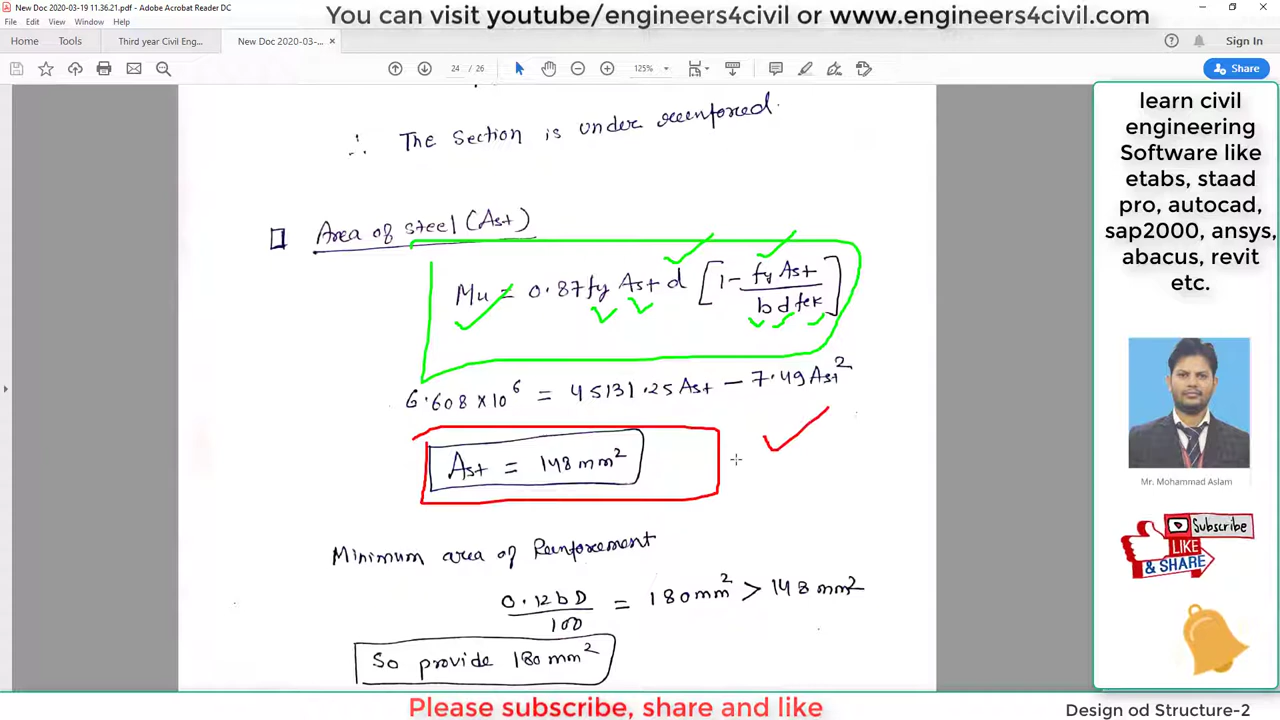 New Doc 2020-03-19 11.36.21.pdf - Adobe Acrobat Reader DC
You can visit youtube/engineers4civil or www.engineers4civil.com
File Edit View Window Help
Home Tools Third year Civil Eng... New Doc 2020-03-... × Sign In
24 / 26 125% Share
∴ The Section is under reenforced.
Area of steel (Ast)
Mu = 0.87fy Ast d [1 - fy Ast / b d fck]
6.608 × 10^6 = 45131.25 Ast - 7.49 Ast^2
Ast = 148 mm^2
Minimum area of Reenforcement
0.12 b D / 100 = 180 mm^2 > 148 mm^2
So provide 180 mm^2
learn civil
engineering
Software like
etabs, staad
pro, autocad,
sap2000, ansys,
abacus, revit
etc.
Mr. Mohammad Aslam
Subscribe
LIKE
& SHARE
Please subscribe, share and like
Design od Structure-2